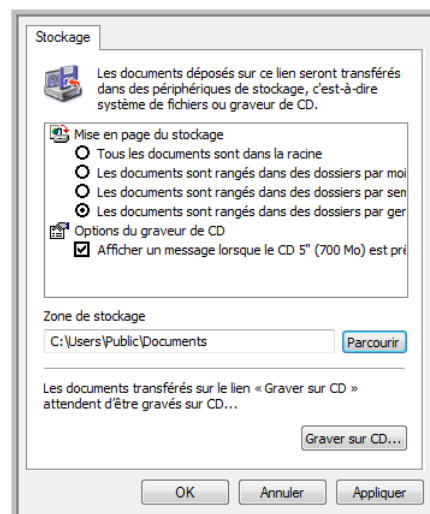 Stockage
Les documents déposés sur ce lien seront transférés
dans des périphériques de stockage, c'est-à-dire
système de fichiers ou graveur de CD.
Mise en page du stockage
Tous les documents sont dans la racine
Les documents sont rangés dans des dossiers par moi
Les documents sont rangés dans des dossiers par sem
Les documents sont rangés dans des dossiers par ger
Options du graveur de CD
Afficher un message lorsque le CD 5" (700 Mo) est pré
Zone de stockage
C:\Users\Public\Documents
Parcourir
Les documents transférés sur le lien « Graver sur CD »
attendent d'être gravés sur CD...
Graver sur CD...
OK
Annuler
Appliquer